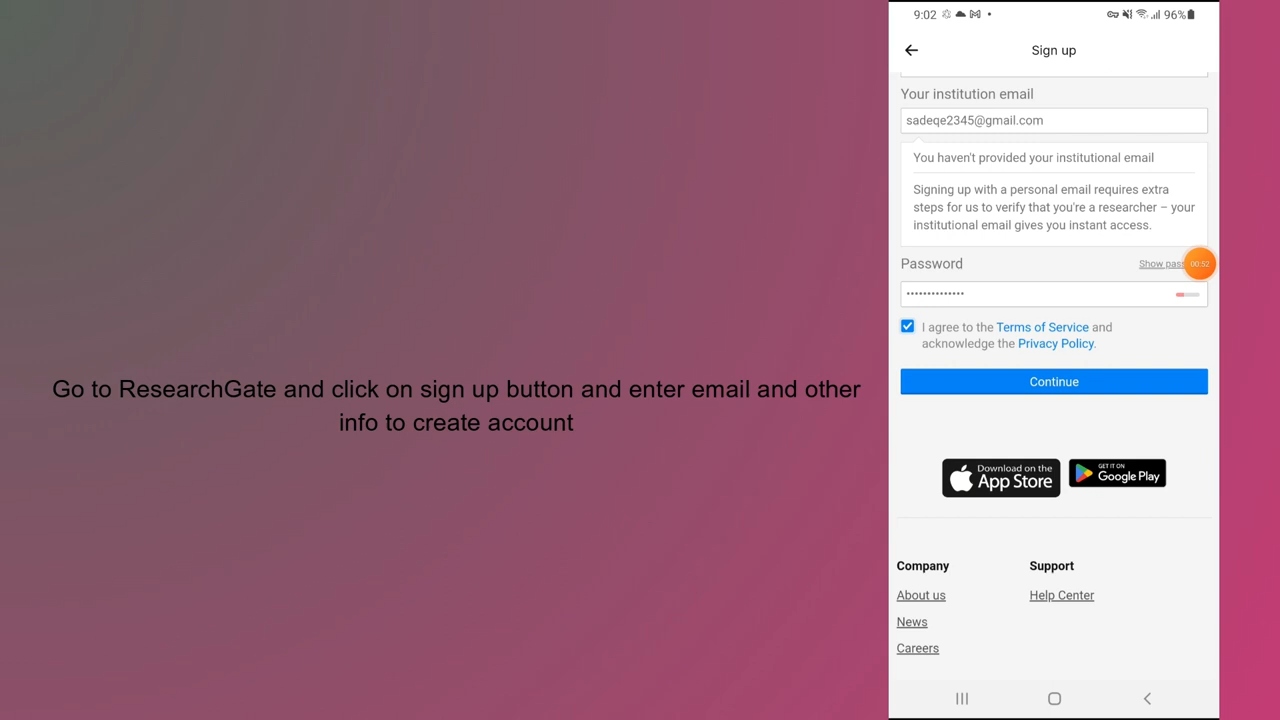 Go to ResearchGate and click on sign up button and enter email and other
info to create account
9:02
96%
Sign up
Your institution email
sadeqe2345@gmail.com
You haven't provided your institutional email
Signing up with a personal email requires extra
steps for us to verify that you're a researcher – your
institutional email gives you instant access.
Password
Show pass
00:52
••••••••••••••
I agree to the Terms of Service and
acknowledge the Privacy Policy.
Continue
Download on the
App Store
GET IT ON
Google Play
Company
Support
About us
Help Center
News
Careers